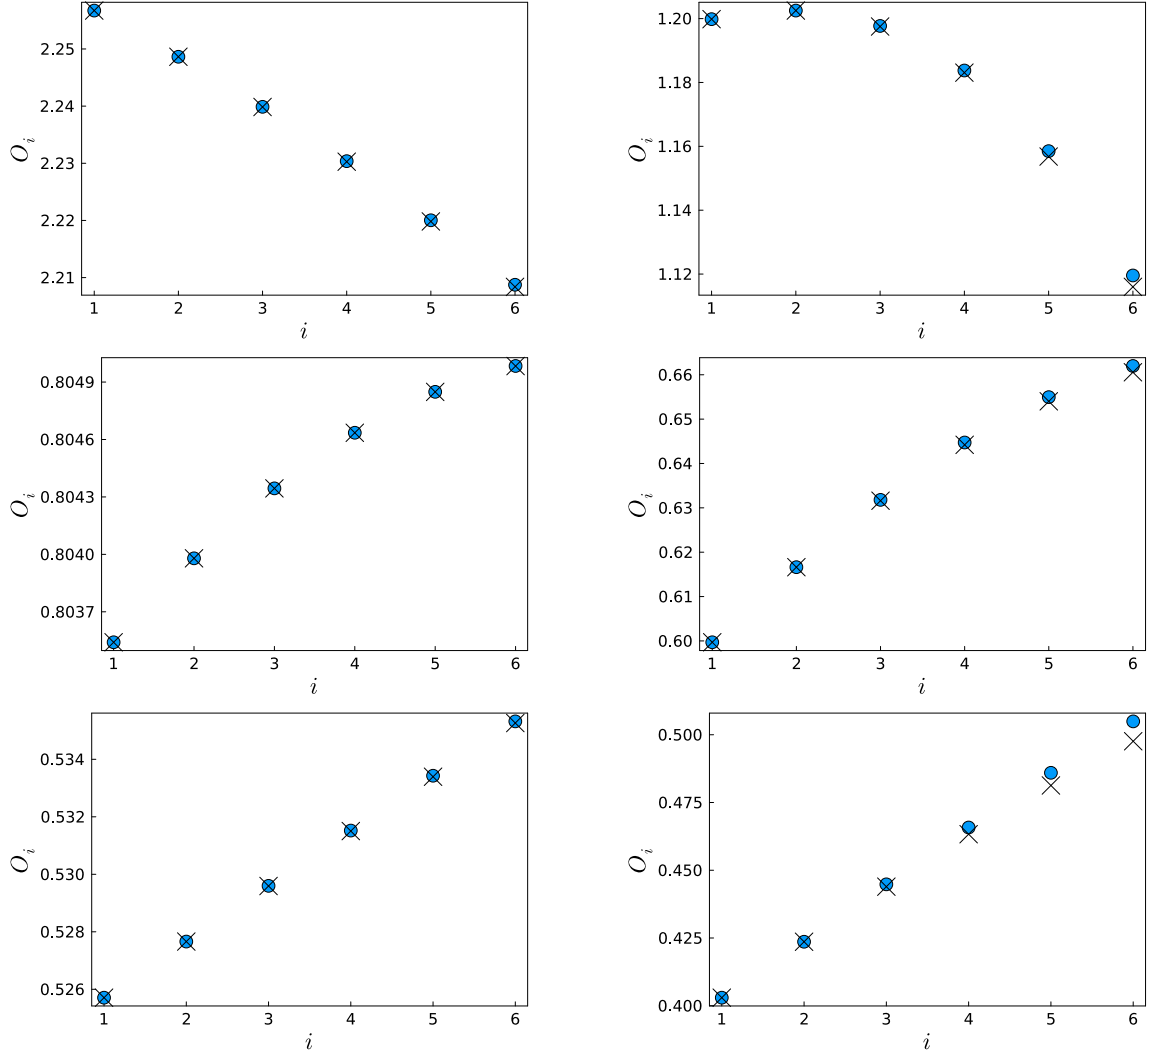 2.25
2.24
2.23
2.22
2.21
O_i
1 2 3 4 5 6
i
1.20
1.18
1.16
1.14
1.12
O_i
1 2 3 4 5 6
i
0.8049
0.8046
0.8043
0.8040
0.8037
O_i
1 2 3 4 5 6
i
0.66
0.65
0.64
0.63
0.62
0.61
0.60
O_i
1 2 3 4 5 6
i
0.534
0.532
0.530
0.528
0.526
O_i
1 2 3 4 5 6
i
0.500
0.475
0.450
0.425
0.400
O_i
1 2 3 4 5 6
i